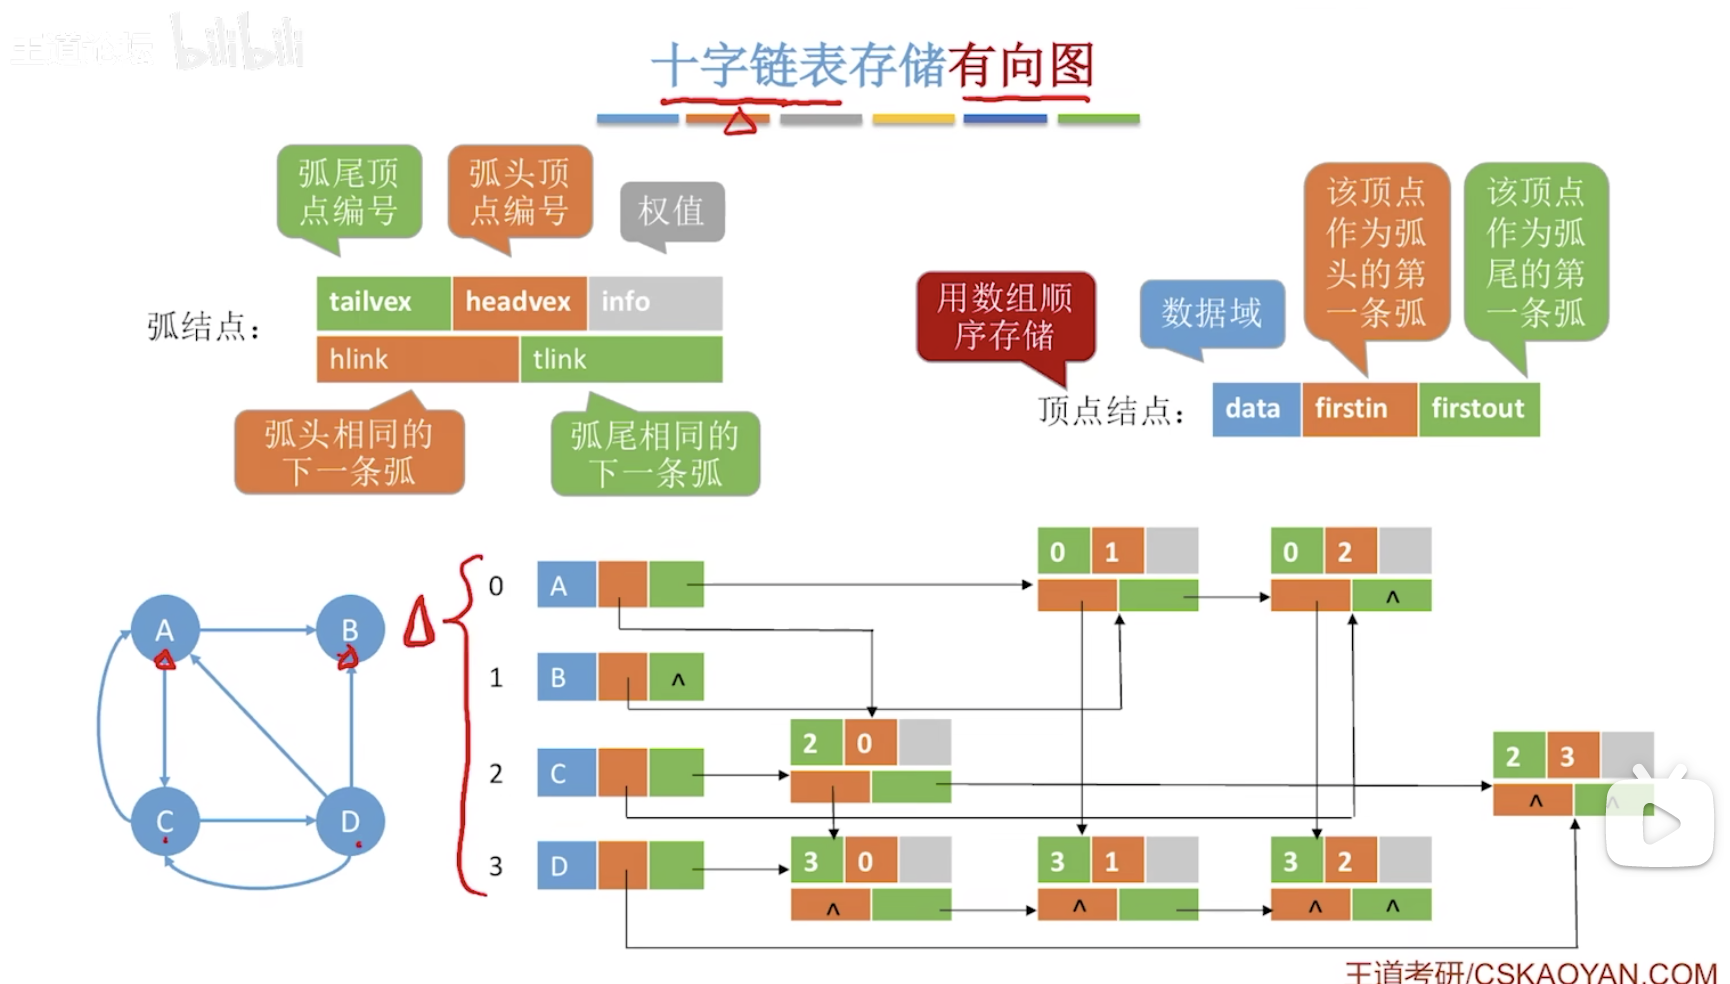 王道论坛 bilibili
十字链表存储有向图
弧尾顶
点编号
弧头顶
点编号
权值
该顶点
作为弧
头的第
一条弧
该顶点
作为弧
尾的第
一条弧
用数组顺
序存储
数据域
弧结点：
tailvex headvex info
hlink tlink
顶点结点：
data firstin firstout
弧头相同的
下一条弧
弧尾相同的
下一条弧
A B
C D
0 A
1 B ^
2 C
3 D
0 1
0 2
^
2 0
2 3
^ ^
3 0
^
3 1
^
3 2
^ ^
王道考研/CSKAOYAN.COM